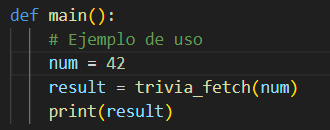 def main():
    # Ejemplo de uso
    num = 42
    result = trivia_fetch(num)
    print(result)